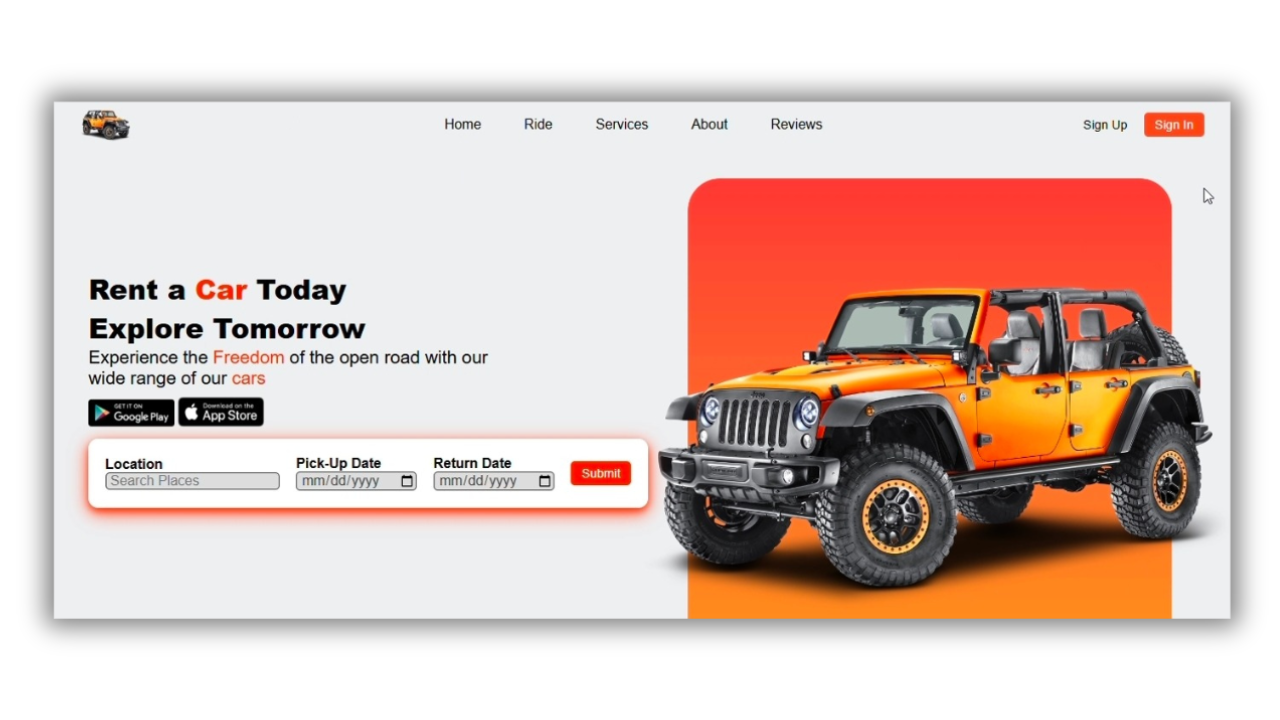 Home Ride Services About Reviews Sign Up Sign In
Rent a Car Today
Explore Tomorrow
Experience the Freedom of the open road with our
wide range of our cars
GET IT ON
Google Play
Download on the
App Store
Location Pick-Up Date Return Date
Search Places mm/dd/yyyy mm/dd/yyyy Submit
Jeep